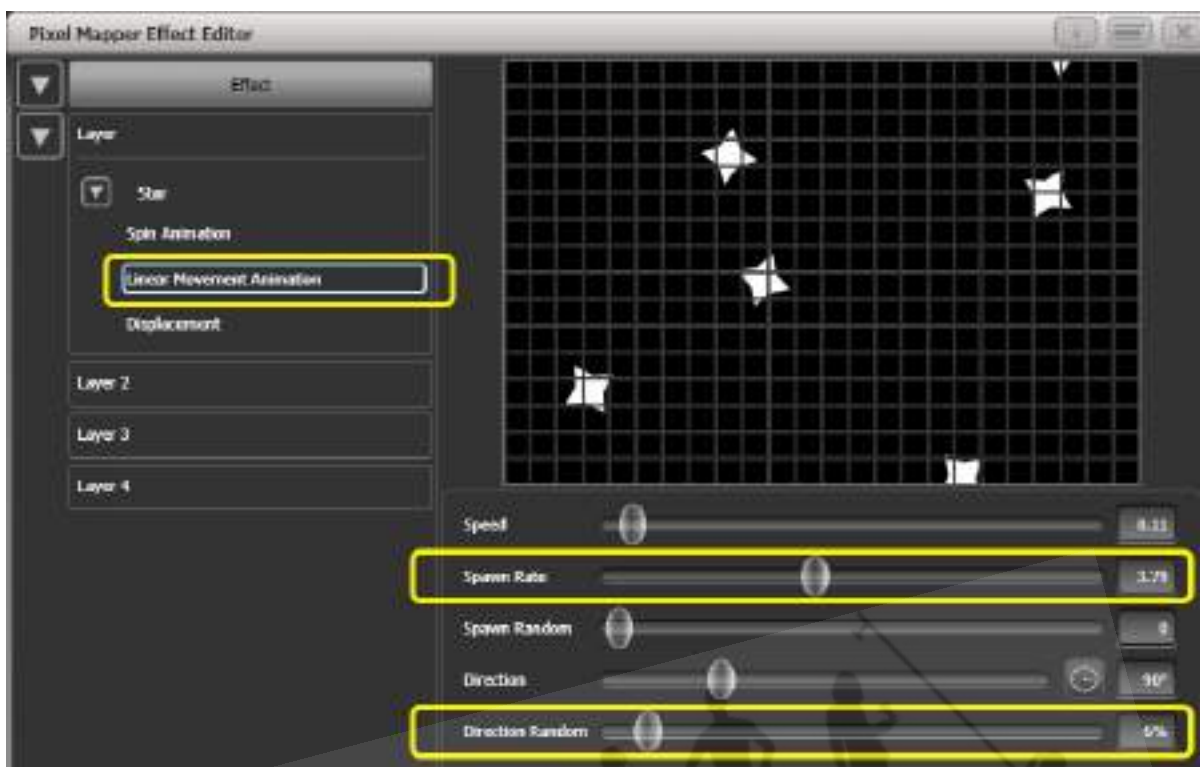 Pixel Mapper Effect Editor
Effect
Layer
Star
Spin Animation
Linear Movement Animation
Displacement
Layer 2
Layer 3
Layer 4
Speed
Spawn Rate 3.79
Spawn Random 0
Direction 90°
Direction Random